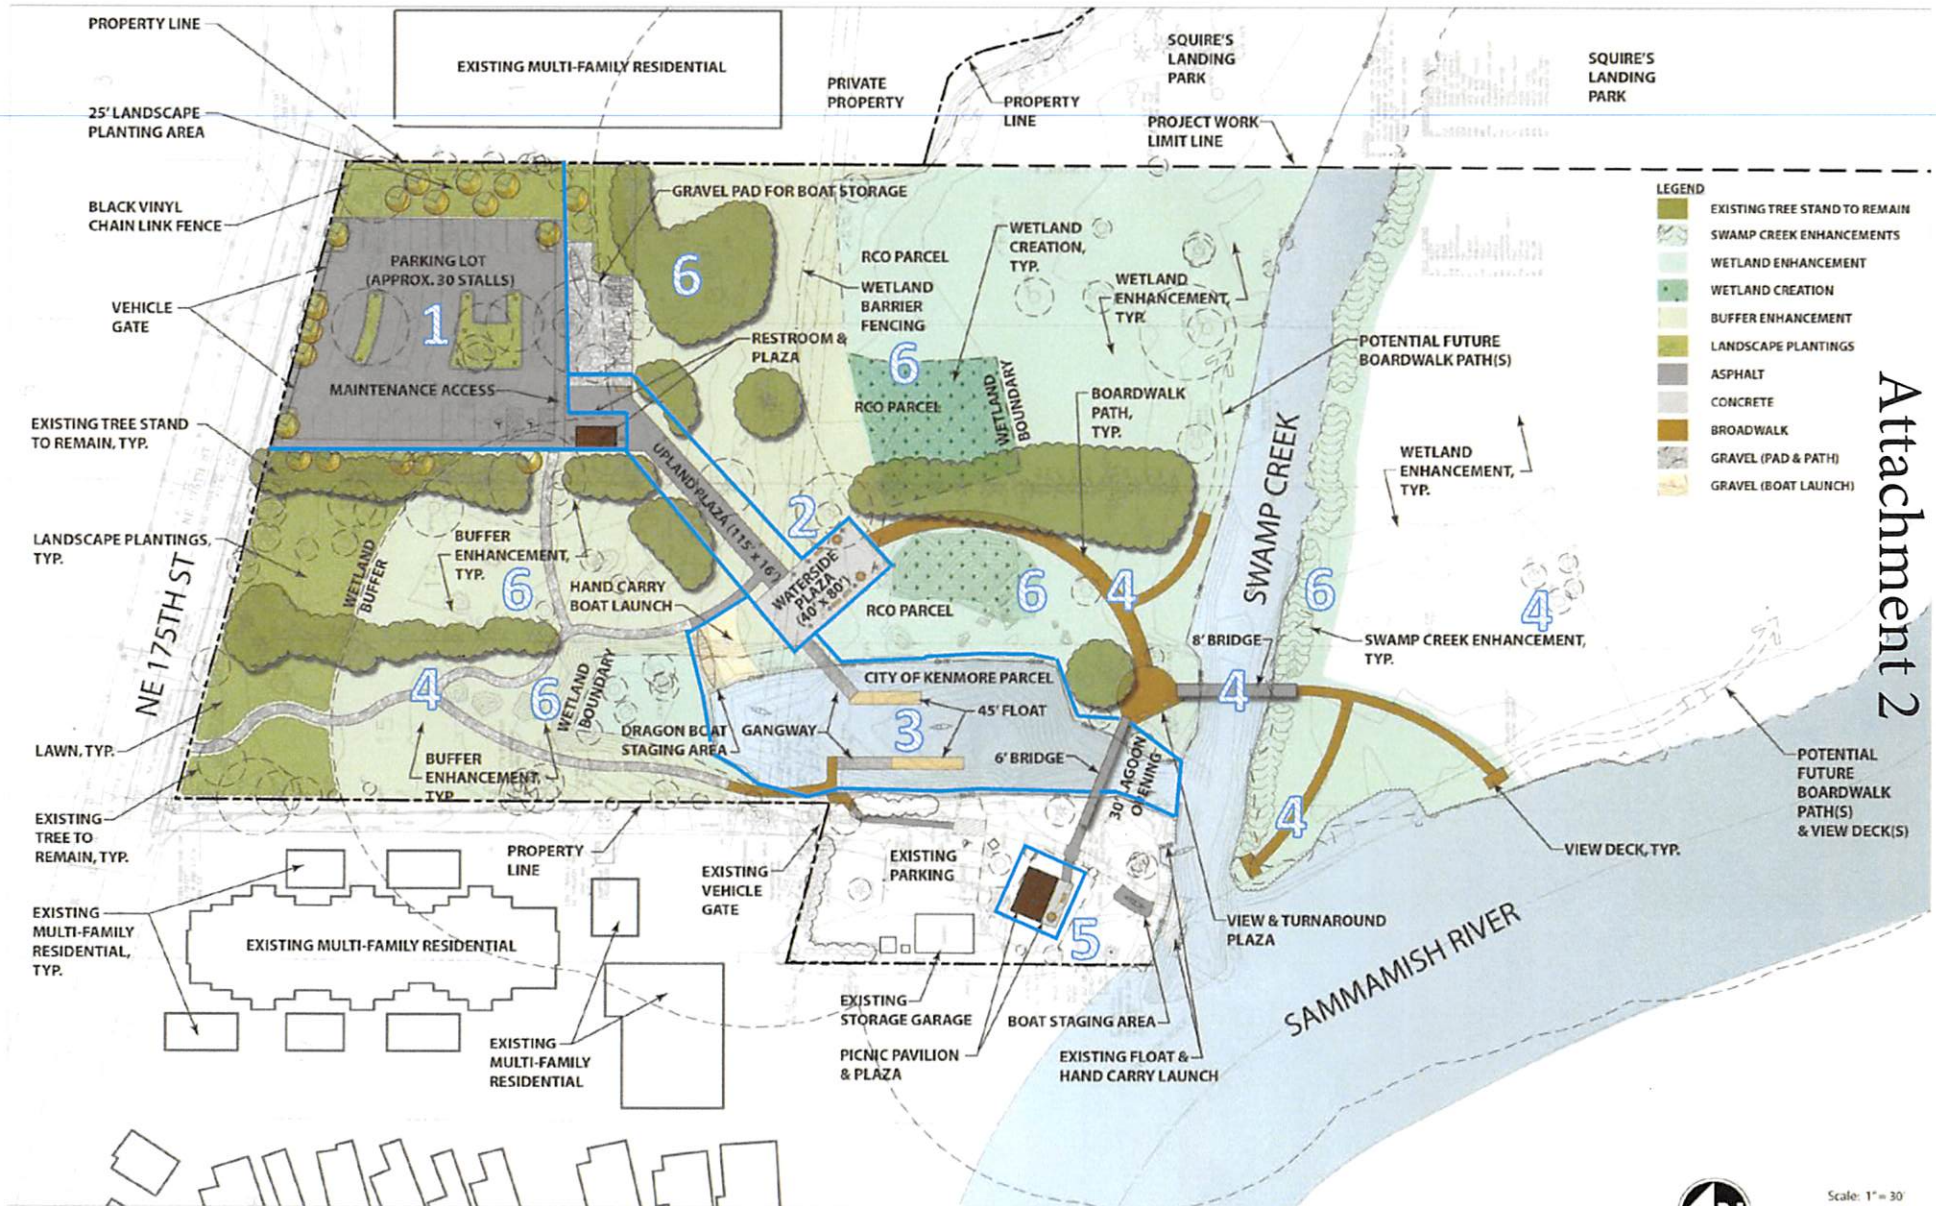 PROPERTY LINE
EXISTING MULTI-FAMILY RESIDENTIAL
PRIVATE
PROPERTY
SQUIRE'S
LANDING
PARK
SQUIRE'S
LANDING
PARK
PROPERTY
LINE
PROJECT WORK
LIMIT LINE
25' LANDSCAPE
PLANTING AREA
BLACK VINYL
CHAIN LINK FENCE
VEHICLE
GATE
PARKING LOT
(APPROX. 30 STALLS)
1
MAINTENANCE ACCESS
GRAVEL PAD FOR BOAT STORAGE
6
RCO PARCEL
WETLAND
BARRIER
FENCING
WETLAND
CREATION,
TYP.
WETLAND
ENHANCEMENT,
TYP.
RESTROOM &
PLAZA
6
RCO PARCEL
WETLAND
BOUNDARY
BOARDWALK
PATH,
TYP.
POTENTIAL FUTURE
BOARDWALK PATH(S)
LEGEND
EXISTING TREE STAND TO REMAIN
SWAMP CREEK ENHANCEMENTS
WETLAND ENHANCEMENT
WETLAND CREATION
BUFFER ENHANCEMENT
LANDSCAPE PLANTINGS
ASPHALT
CONCRETE
BROADWALK
GRAVEL (PAD & PATH)
GRAVEL (BOAT LAUNCH)
Attachment 2
EXISTING TREE STAND
TO REMAIN, TYP.
LANDSCAPE PLANTINGS,
TYP.
NE 175TH ST
WETLAND
BUFFER
BUFFER
ENHANCEMENT,
TYP.
6
HAND CARRY
BOAT LAUNCH
UPLAND PLAZA (115' X 16')
2
WATERSIDE
PLAZA
(40' X 80')
RCO PARCEL
6
4
SWAMP CREEK
6
WETLAND
ENHANCEMENT,
TYP.
4
SWAMP CREEK ENHANCEMENT,
TYP.
8' BRIDGE
4
CITY OF KENMORE PARCEL
45' FLOAT
3
GANGWAY
DRAGON BOAT
STAGING AREA
6' BRIDGE
30' LAGOON
OPENING
4
6
WETLAND
BOUNDARY
LAWN, TYP.
BUFFER
ENHANCEMENT,
TYP.
EXISTING
TREE TO
REMAIN, TYP.
PROPERTY
LINE
EXISTING
VEHICLE
GATE
EXISTING
PARKING
5
4
VIEW DECK, TYP.
POTENTIAL
FUTURE
BOARDWALK
PATH(S)
& VIEW DECK(S)
VIEW & TURNAROUND
PLAZA
SAMMAMISH RIVER
EXISTING
MULTI-FAMILY
RESIDENTIAL,
TYP.
EXISTING MULTI-FAMILY RESIDENTIAL
EXISTING
MULTI-FAMILY
RESIDENTIAL
EXISTING
STORAGE GARAGE
PICNIC PAVILION
& PLAZA
BOAT STAGING AREA
EXISTING FLOAT &
HAND CARRY LAUNCH
Scale: 1" = 30'